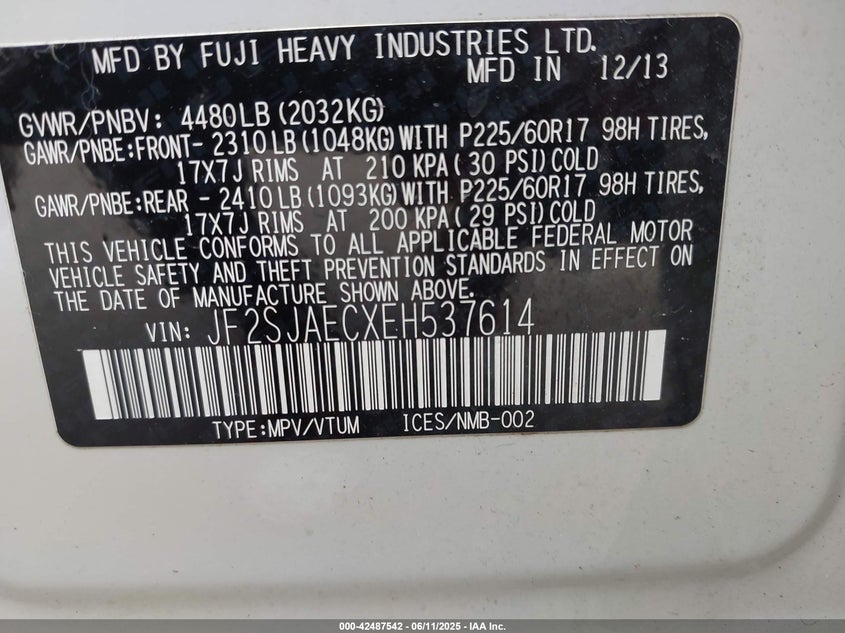 MFD BY FUJI HEAVY INDUSTRIES LTD.
MFD IN 12/13
GVWR/PNBV: 4480LB (2032KG)
GAWR/PNBE:FRONT- 2310LB (1048KG) WITH P225/60R17 98H TIRES,
17X7J RIMS AT 210 KPA (30 PSI) COLD
GAWR/PNBE:REAR - 2410LB (1093KG) WITH P225/60R17 98H TIRES,
17X7J RIMS AT 200 KPA (29 PSI) COLD
THIS VEHICLE CONFORMS TO ALL APPLICABLE FEDERAL MOTOR
VEHICLE SAFETY AND THEFT PREVENTION STANDARDS IN EFFECT ON
THE DATE OF MANUFACTURE SHOWN ABOVE.
VIN: JF2SJAECXEH537614
TYPE:MPV/VTUM ICES/NMB-002
000-42487542 - 06/11/2025 - IAA Inc.